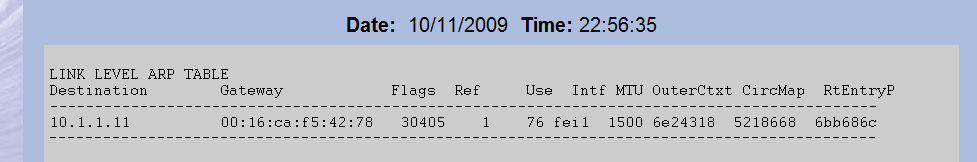 Date: 10/11/2009 Time: 22:56:35
LINK LEVEL ARP TABLE
Destination Gateway Flags Ref Use Intf MTU OuterCtxt CircMap RtEntryP
--------------------------------------------------------------------------------------------
10.1.1.11 00:16:ca:f5:42:78 30405 1 76 fei1 1500 6e24318 5218668 6bb686c
--------------------------------------------------------------------------------------------